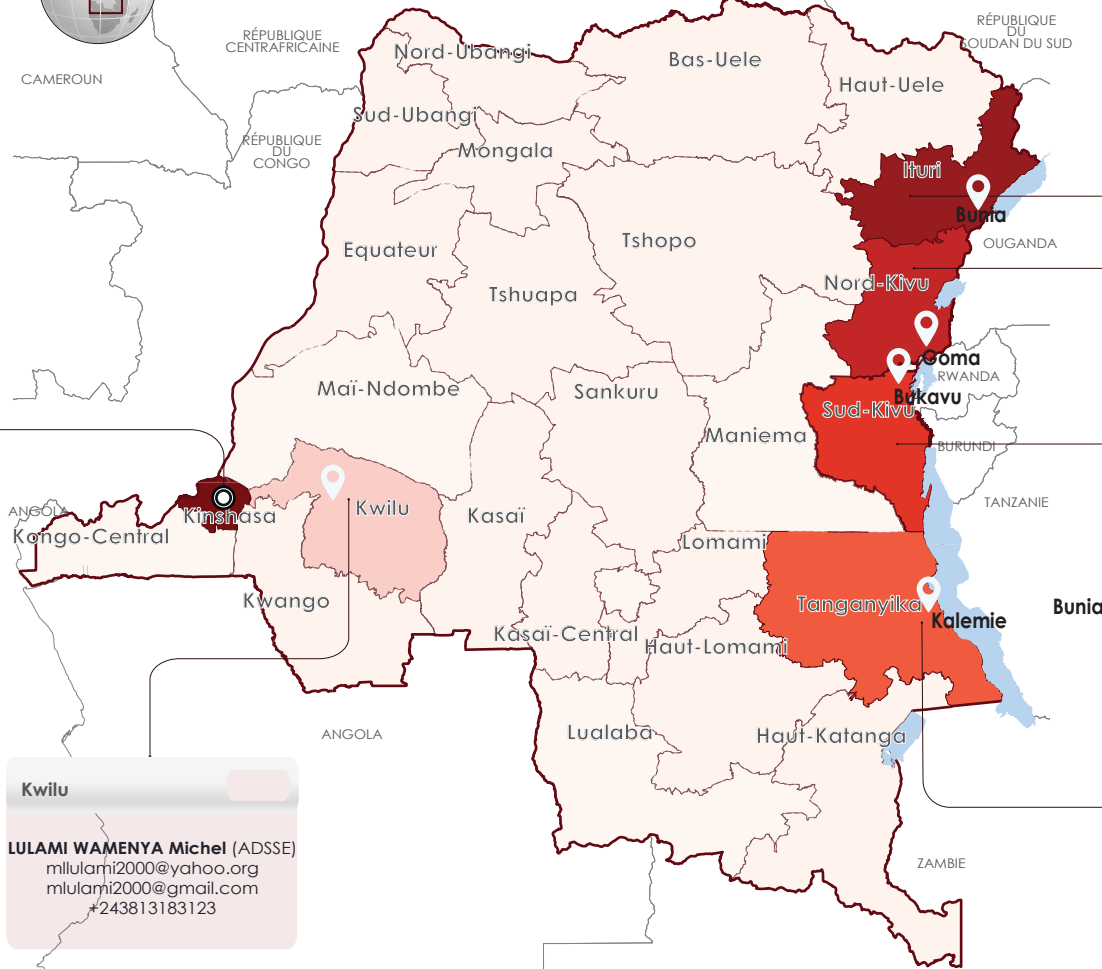 RÉPUBLIQUE
CENTRAFRICAINE
RÉPUBLIQUE
DU
SOUDAN DU SUD
CAMEROUN
Nord-Ubangi
Bas-Uele
Haut-Uele
Sud-Ubangi
RÉPUBLIQUE
DU
CONGO
Mongala
Ituri
Bunia
OUGANDA
Equateur
Tshopo
Tshuapa
Nord-Kivu
Goma
RWANDA
Bukavu
Sud-Kivu
Maï-Ndombe
Sankuru
Maniema
BURUNDI
TANZANIE
ANGOLA
Kinshasa
Kwilu
Kasaï
Kongo-Central
Lomami
Kwango
Tanganyika
Kalemie
Bunia
Kasaï-Central
Haut-Lomami
ANGOLA
Lualaba
Haut-Katanga
ZAMBIE
Kwilu
LULAMI WAMENYA Michel (ADSSE)
mllulami2000@yahoo.org
mlulami2000@gmail.com
+243813183123